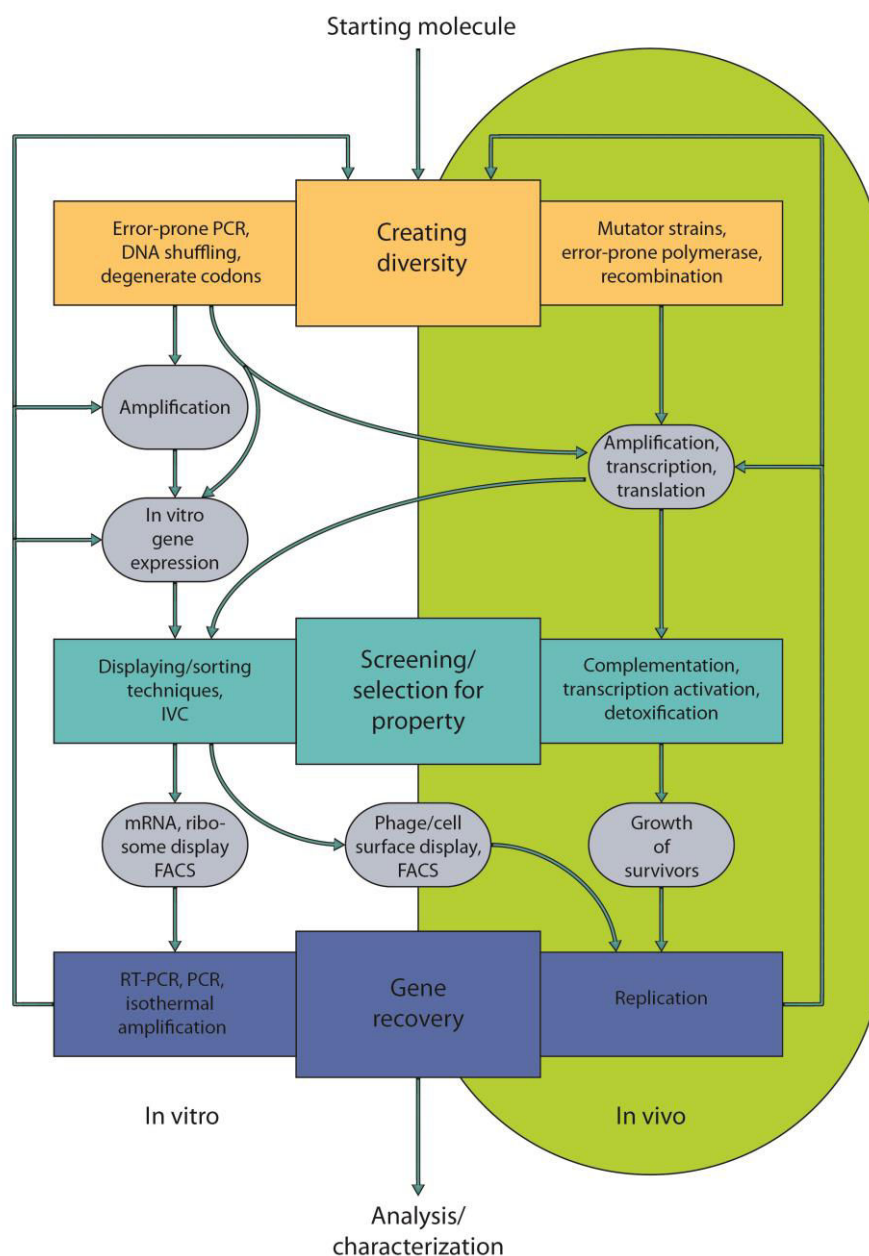 Starting molecule
Error-prone PCR,
DNA shuffling,
degenerate codons
Creating
diversity
Mutator strains,
error-prone polymerase,
recombination
Amplification
Amplification,
transcription,
translation
In vitro
gene
expression
Displaying/sorting
techniques,
IVC
Screening/
selection for
property
Complementation,
transcription activation,
detoxification
mRNA, ribo-
some display
FACS
Phage/cell
surface display,
FACS
Growth
of
survivors
RT-PCR, PCR,
isothermal
amplification
Gene
recovery
Replication
In vitro
In vivo
Analysis/
characterization